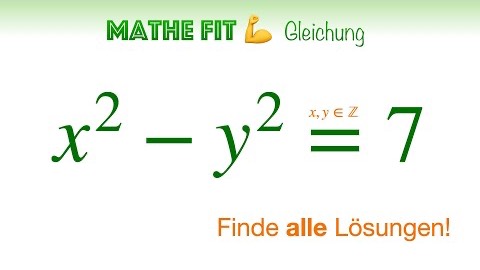 MATHE FIT 💪 Gleichung
x² − y² = 7
x, y ∈ ℤ
Finde alle Lösungen!